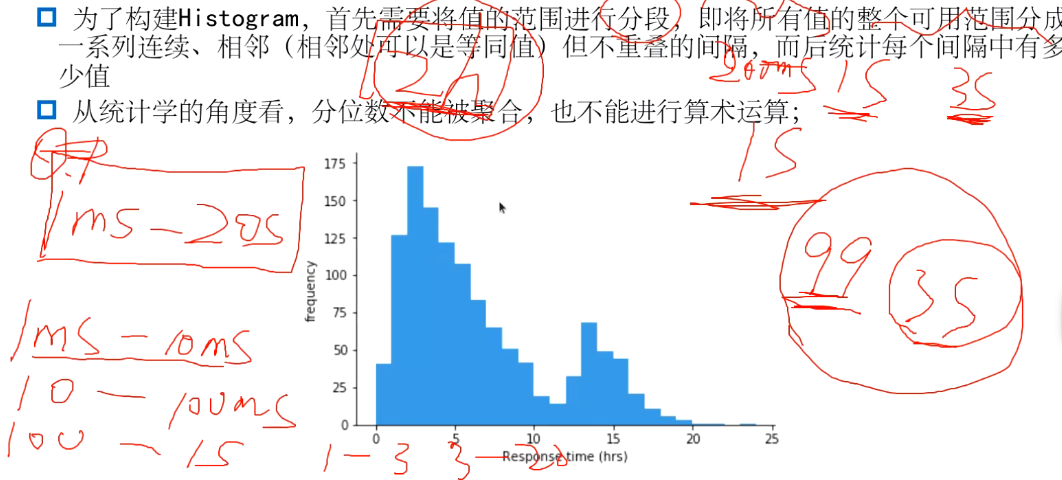 为了构建Histogram，首先需要将值的范围进行分段，即将所有值的整个可用范围分成
一系列连续、相邻（相邻处可以是等同值）但不重叠的间隔，而后统计每个间隔中有多
少值
200ms 1S 3S
从统计学的角度看，分位数不能被聚合，也不能进行算术运算；
1S
1ms - 20S
99 3S
1ms - 10ms
10 - 100ms
100 - 1S
1-3 3-20
frequency
175
150
125
100
75
50
25
0
0 5 10 15 20 25
Response time (hrs)